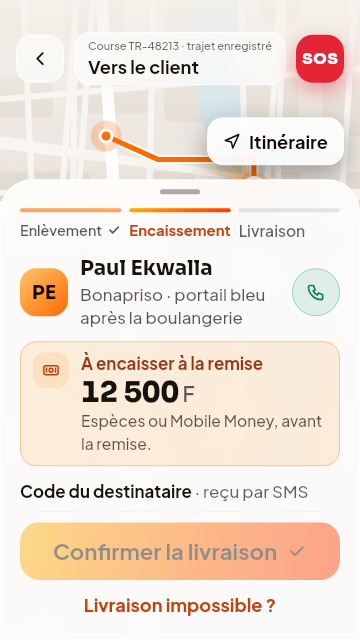 Course TR-48213 · trajet enregistré
Vers le client
SOS
Itinéraire
Enlèvement
Encaissement
Livraison
PE
Paul Ekwalla
Bonapriso · portail bleu
après la boulangerie
À encaisser à la remise
12 500 F
Espèces ou Mobile Money, avant
la remise.
Code du destinataire · reçu par SMS
Confirmer la livraison
Livraison impossible ?